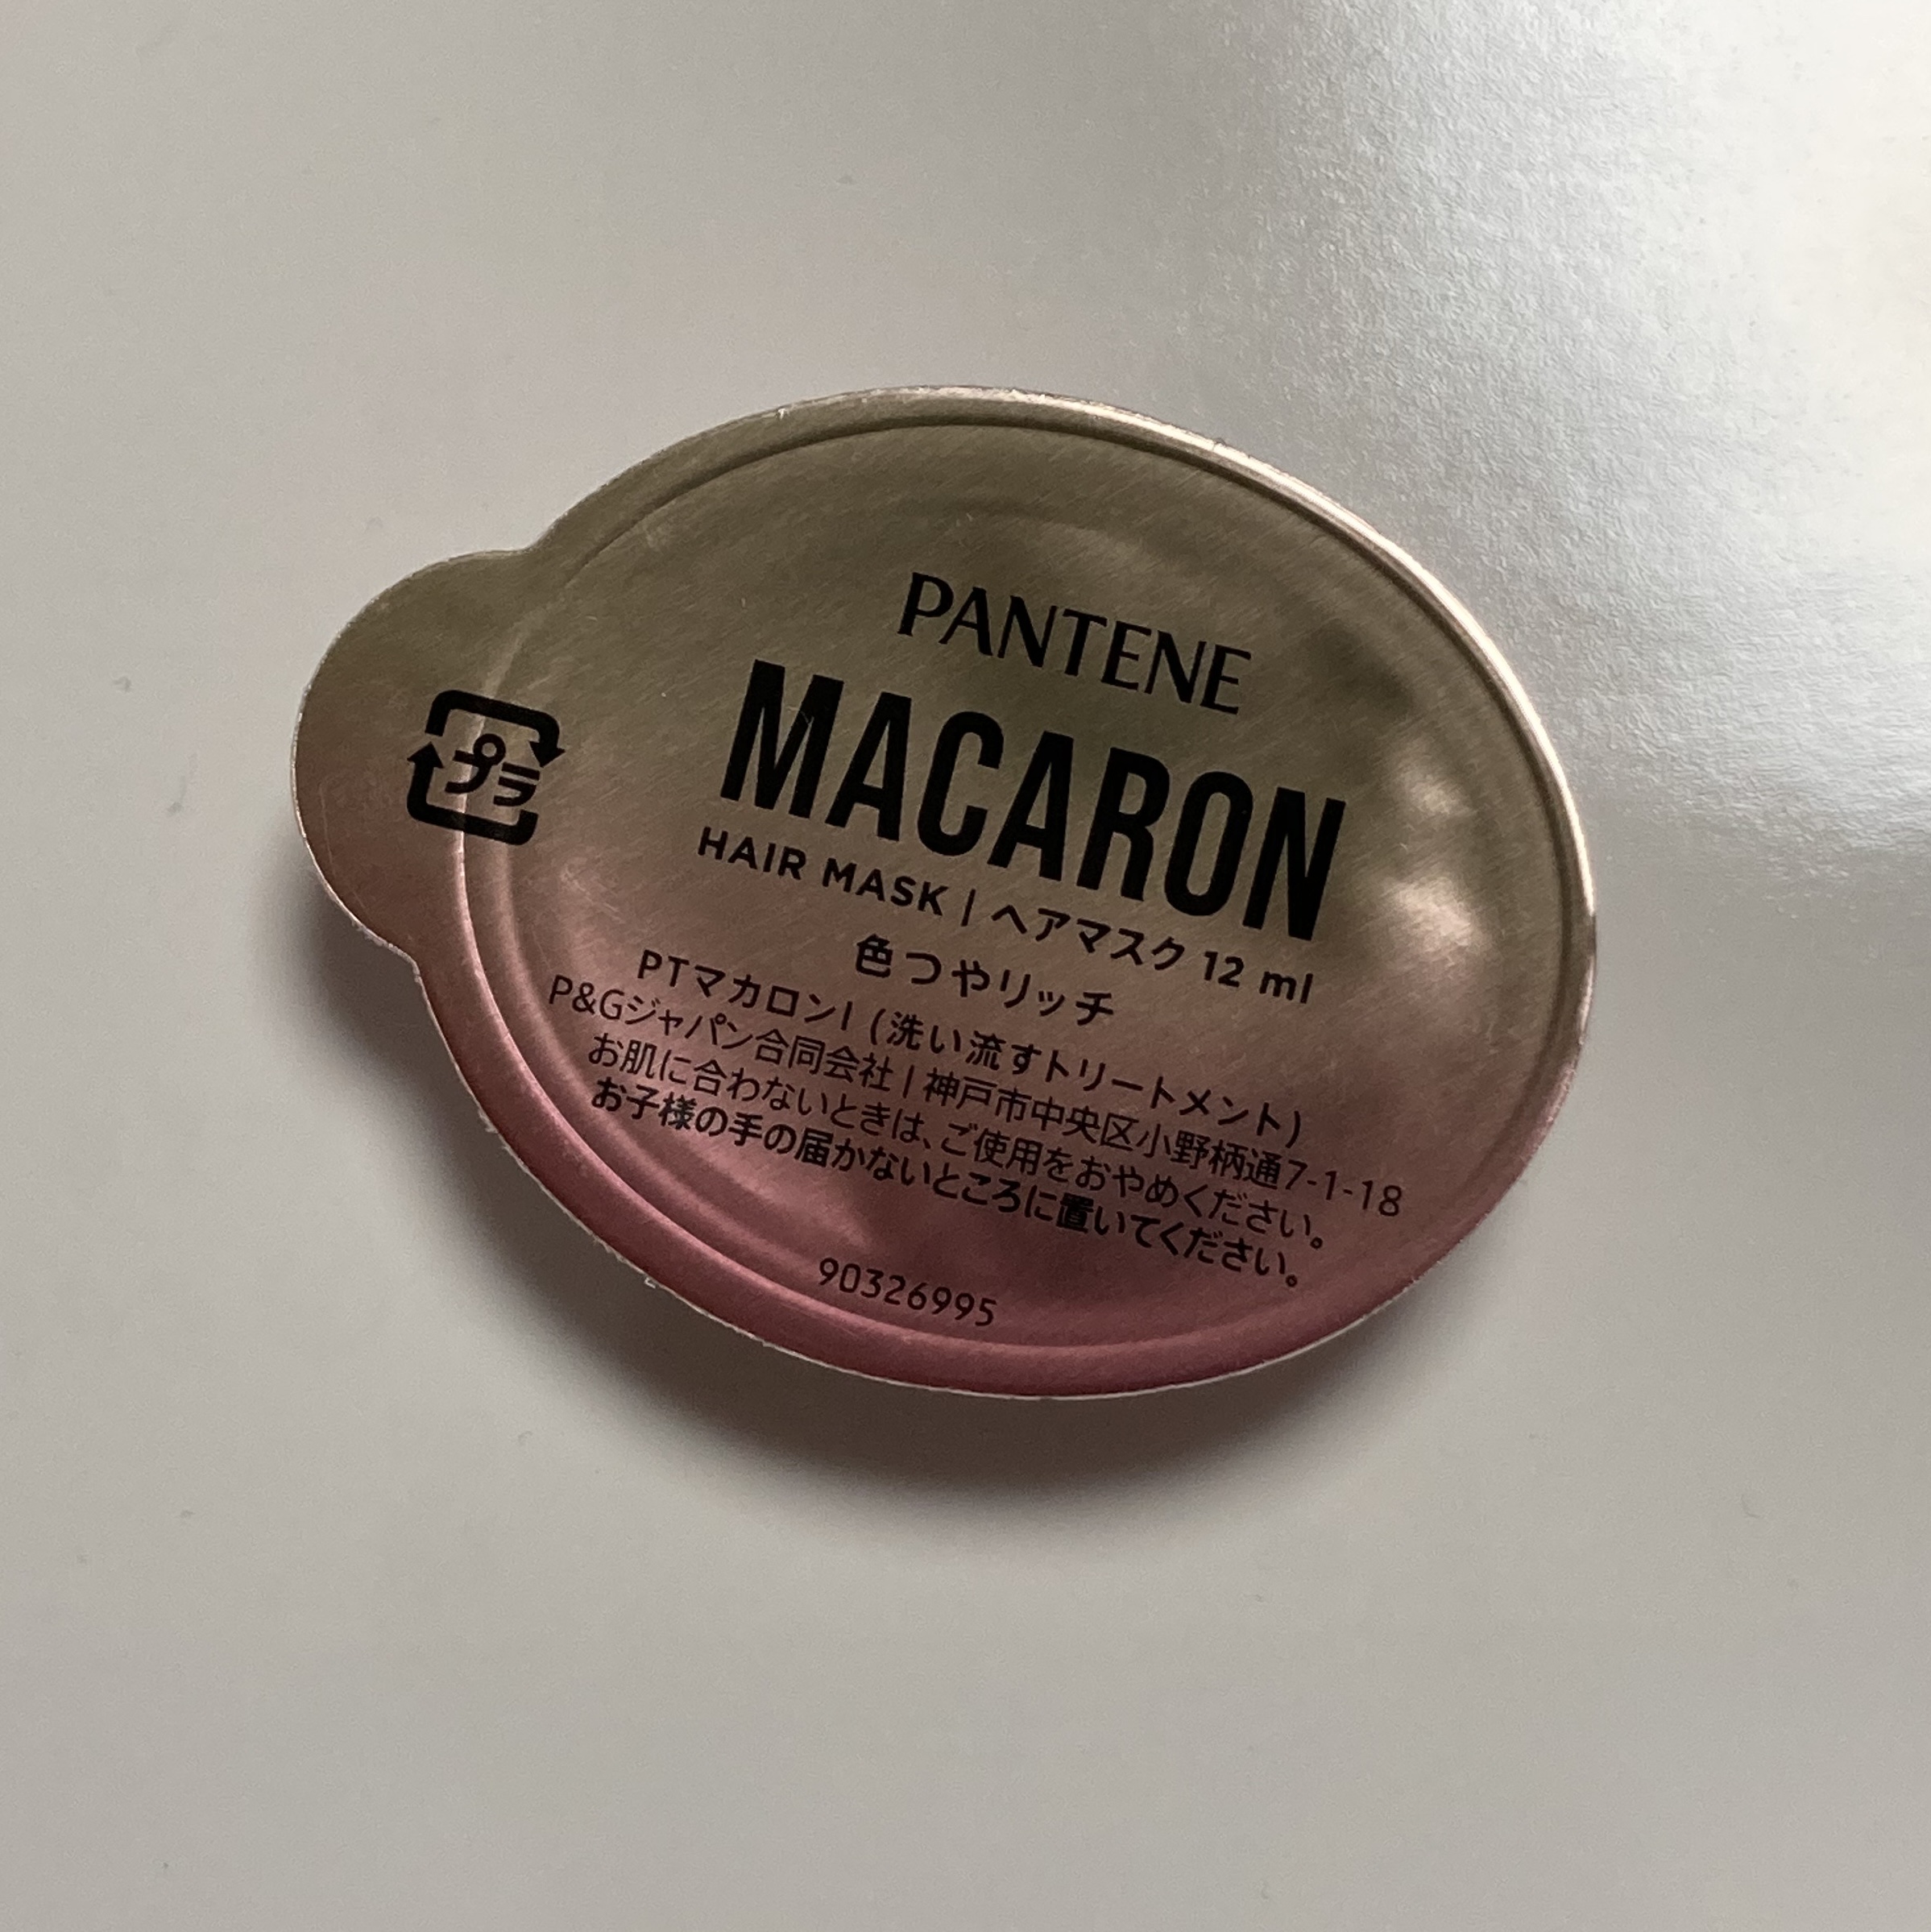 PANTENE
MACARON
HAIR MASK | ヘアマスク 12 ml
色つやリッチ
PTマカロンI (洗い流すトリートメント)
P&Gジャパン合同会社 | 神戸市中央区小野柄通7-1-18
お肌に合わないときは、ご使用をおやめください。
お子様の手の届かないところに置いてください。
90326995
プラ